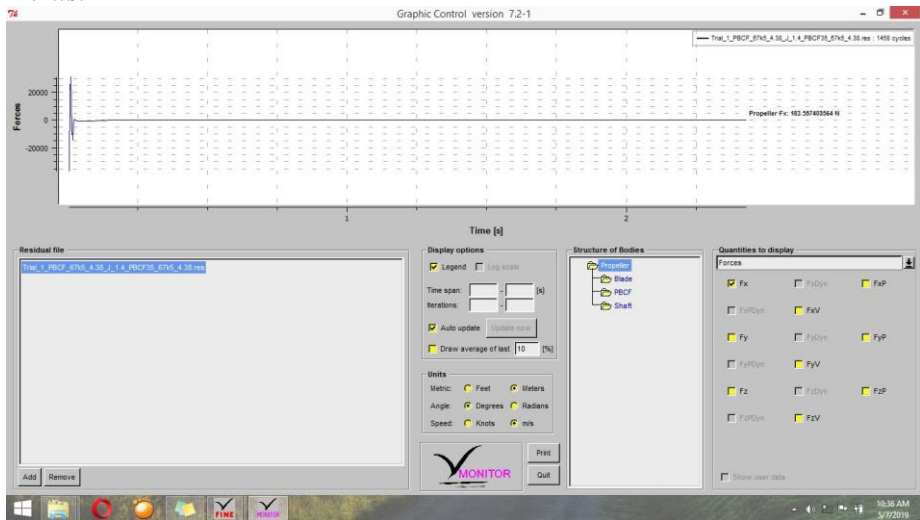 Graphic Control version 7.2-1
Trial_1_PBCF_67k5_4.38_J_1.4_PBCF35_67k5_4.38.res : 1456 cycles
20000
0
-20000
Forces
Propeller Fx: 183.357403564 N
1
2
Time [s]
Residual file
Trial_1_PBCF_67k5_4.38_J_1.4_PBCF35_67k5_4.38.res
Add Remove
Display options
Legend Log scale
Time span: - [s]
Iterations: -
Auto update Update now
Draw average of last 10 [%]
Units
Metric: Feet Meters
Angle: Degrees Radians
Speed: Knots m/s
MONITOR
Print
Quit
Structure of Bodies
Propeller
Blade
PBCF
Shaft
Quantities to display
Forces
Fx FxDyn FxP
FxPDyn FxV
Fy FyDyn FyP
FyPDyn FyV
Fz FzDyn FzP
FzPDyn FzV
Show user data
FINE
MONITOR
10:36 AM
5/7/2019